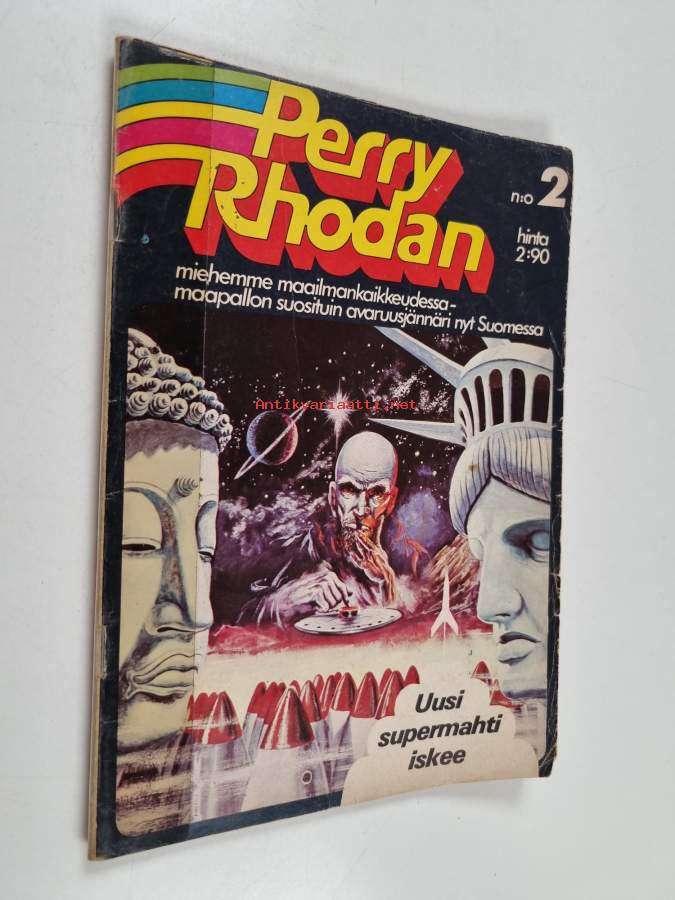 Perry
Rhodan
n:o 2
hinta
2:90
miehemme maailmankaikkeudessa-
maapallon suosituin avaruusjännäri nyt Suomessa
Antikvariaatti.net
Uusi
supermahti
iskee